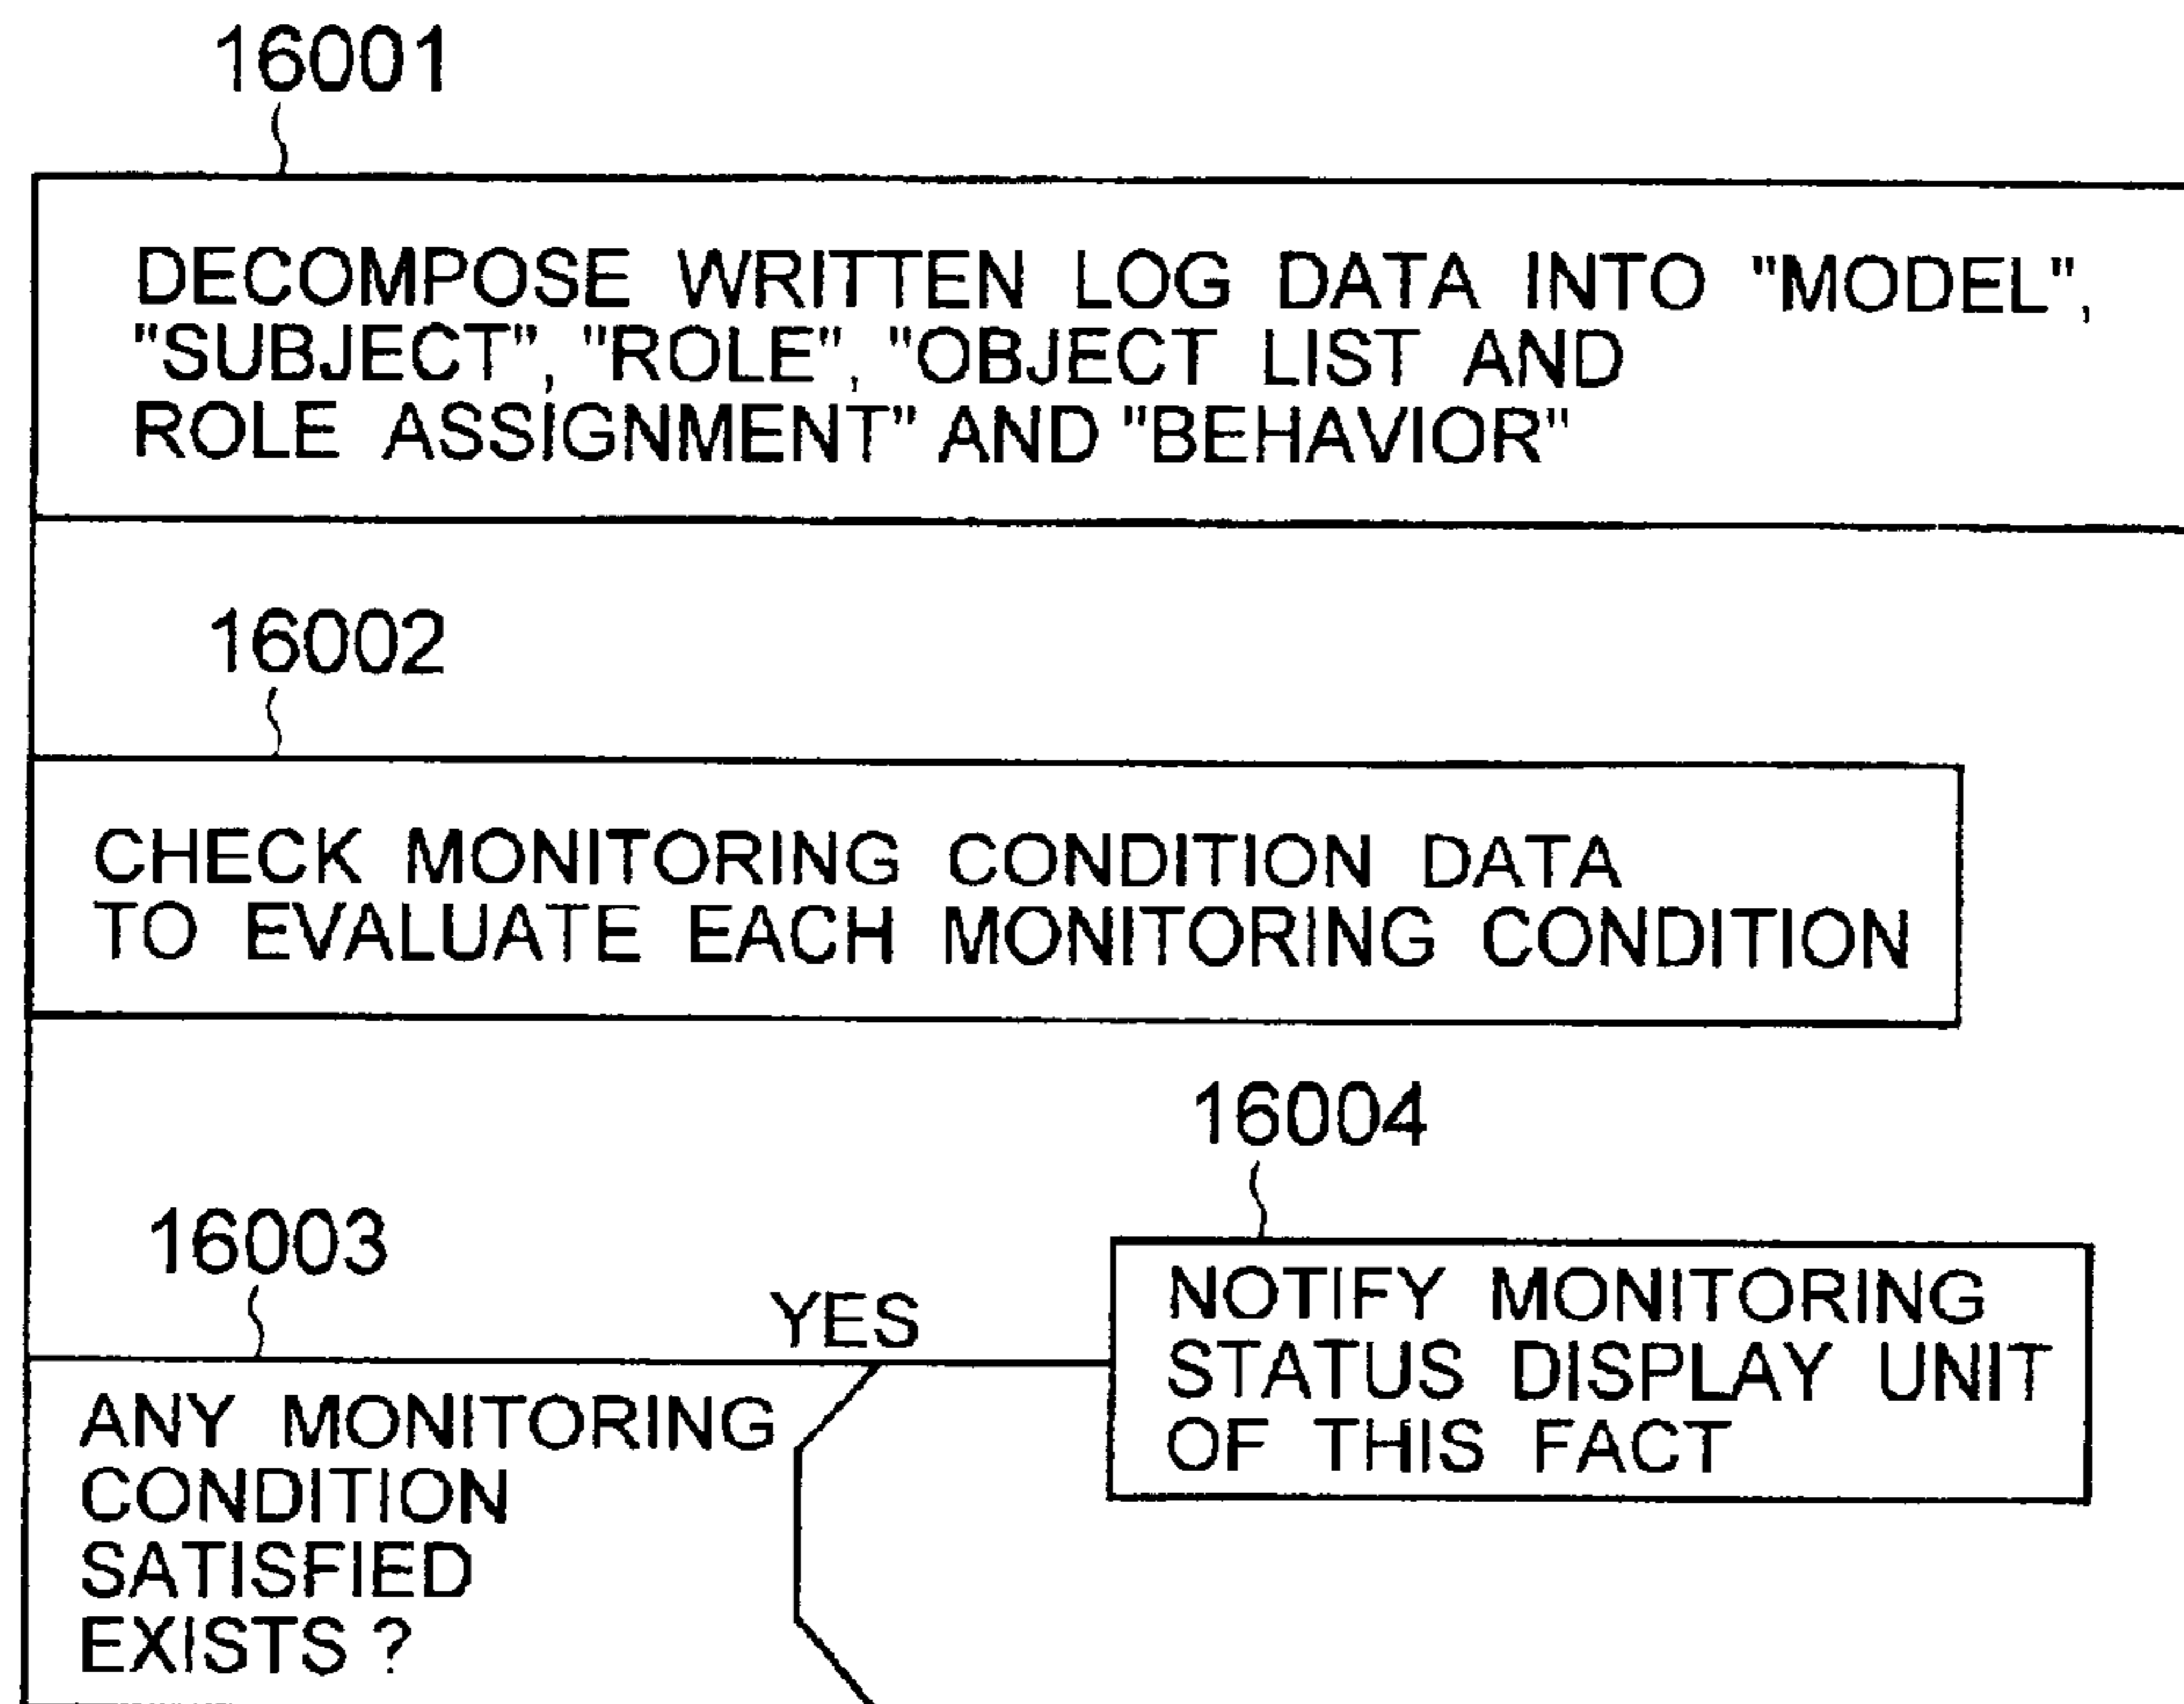 16001
DECOMPOSE WRITTEN LOG DATA INTO "MODEL",
"SUBJECT", "ROLE", "OBJECT LIST AND
ROLE ASSIGNMENT" AND "BEHAVIOR"
16002
CHECK MONITORING CONDITION DATA
TO EVALUATE EACH MONITORING CONDITION
16004
NOTIFY MONITORING
STATUS DISPLAY UNIT
OF THIS FACT
16003
YES
ANY MONITORING
CONDITION
SATISFIED
EXISTS ?